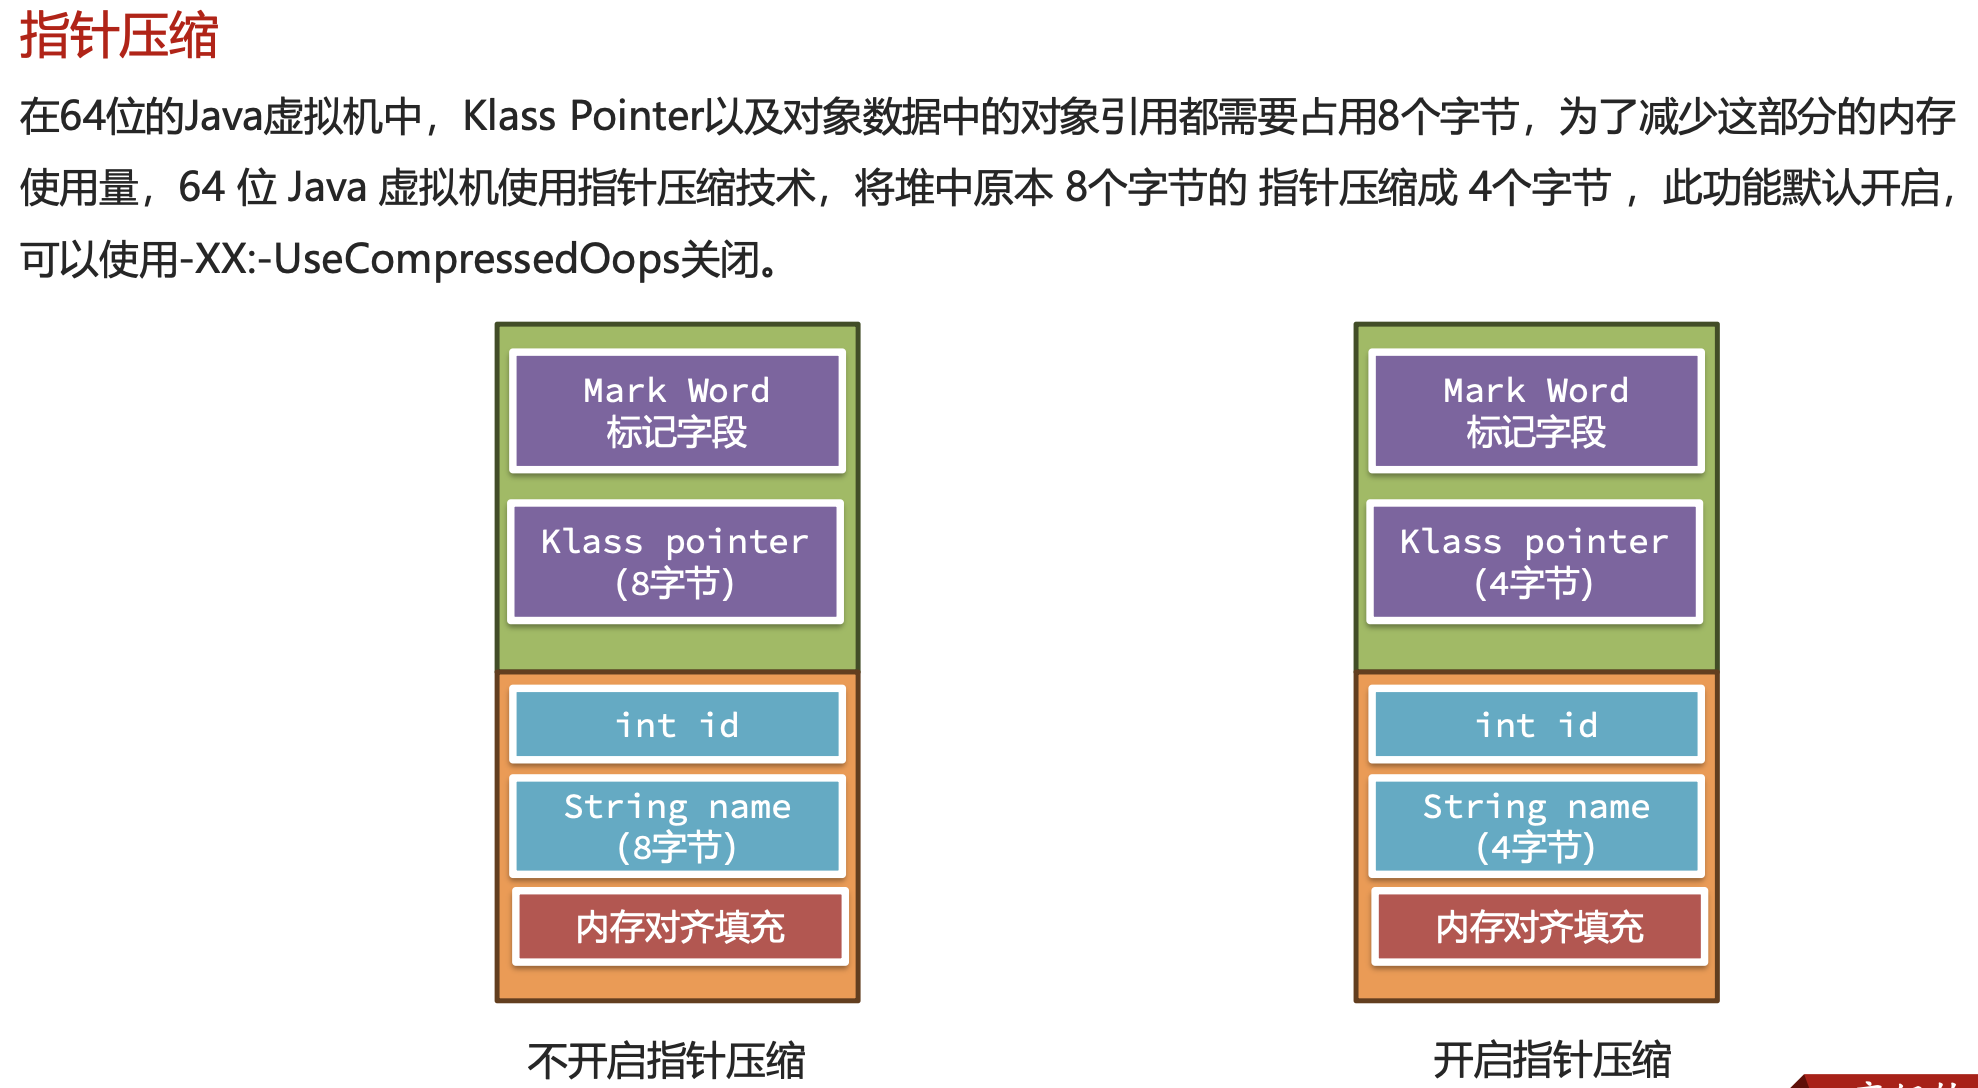 指针压缩
在64位的Java虚拟机中，Klass Pointer以及对象数据中的对象引用都需要占用8个字节，为了减少这部分的内存
使用量，64 位 Java 虚拟机使用指针压缩技术，将堆中原本 8个字节的 指针压缩成 4个字节 ，此功能默认开启，
可以使用-XX:-UseCompressedOops关闭。
Mark Word
标记字段
Klass pointer
(8字节)
int id
String name
(8字节)
内存对齐填充
不开启指针压缩
Mark Word
标记字段
Klass pointer
(4字节)
int id
String name
(4字节)
内存对齐填充
开启指针压缩